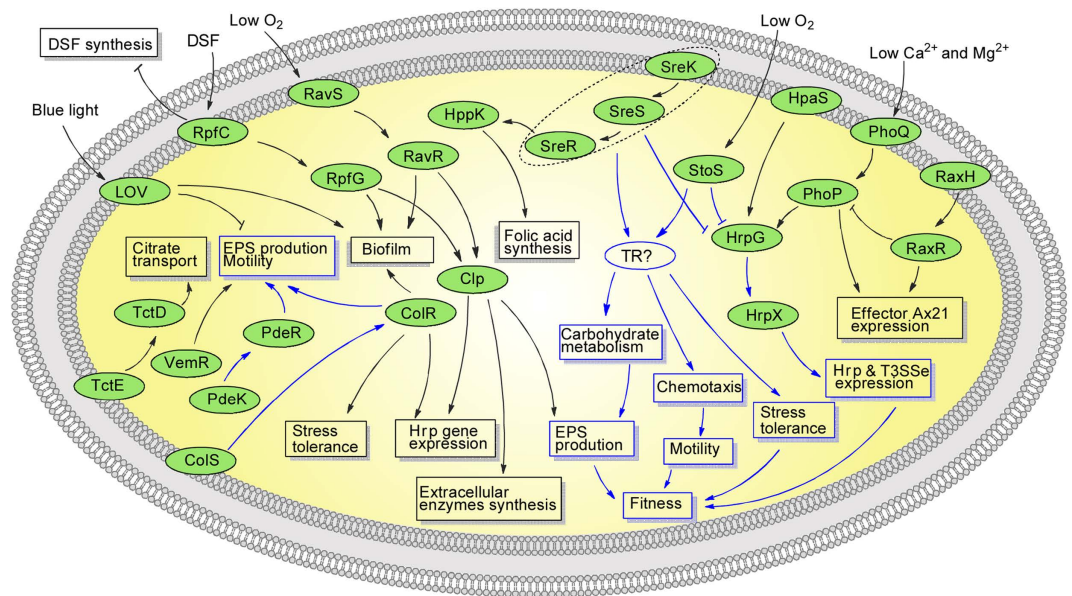 Low O2
Low O2
DSF synthesis
DSF
Low Ca2+ and Mg2+
SreK
RavS
HpaS
Blue light
SreS
HppK
RpfC
PhoQ
SreR
RavR
StoS
RpfG
RaxH
LOV
PhoP
Folic acid
synthesis
HrpG
Citrate
transport
EPS prodution
Motility
Biofilm
RaxR
TR?
Clp
TctD
ColR
HrpX
Effector Ax21
expression
PdeR
Carbohydrate
metabolism
VemR
Hrp & T3SSe
expression
TctE
Chemotaxis
PdeK
Stress
tolerance
Stress
tolerance
Hrp gene
expression
EPS
prodution
Motility
ColS
Extracellular
enzymes synthesis
Fitness